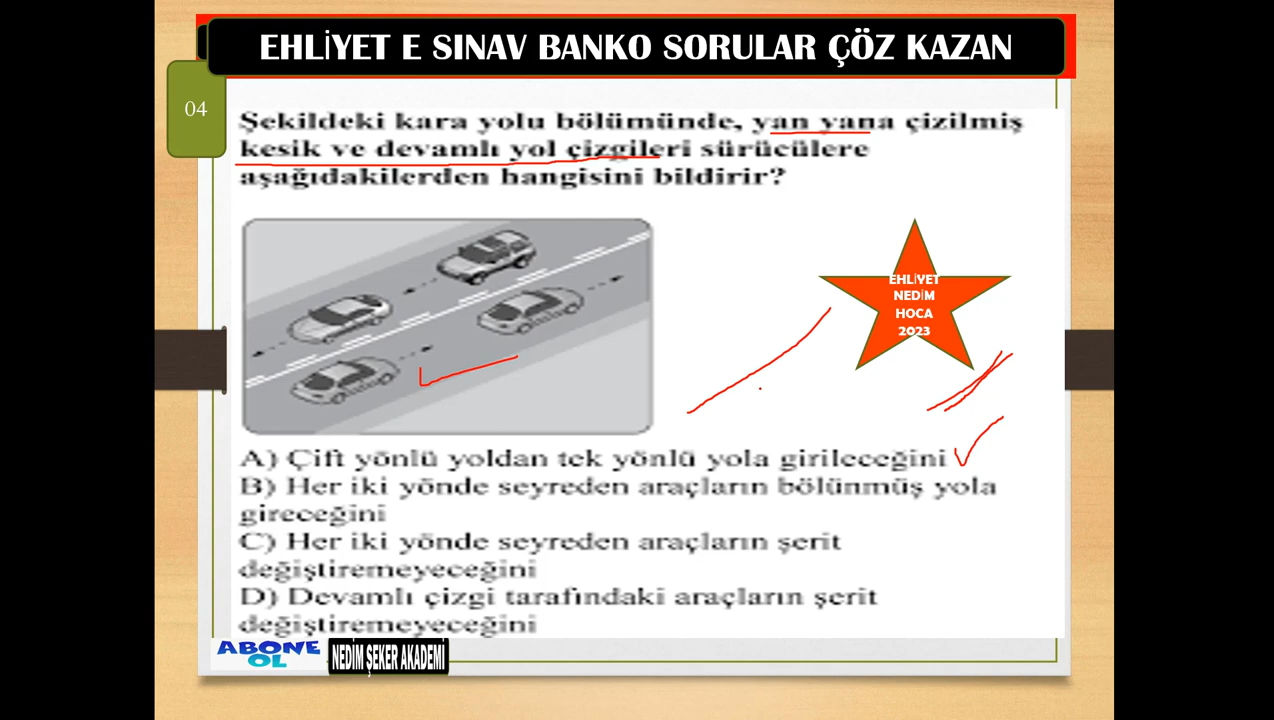 EHLİYET E SINAV BANKO SORULAR ÇÖZ KAZAN
04
Şekildeki kara yolu bölümünde, yan yana çizilmiş
kesik ve devamlı yol çizgileri sürücülere
aşağıdakilerden hangisini bildirir?
EHLİYET
NEDİM
HOCA
2023
A) Çift yönlü yoldan tek yönlü yola girileceğini
B) Her iki yönde seyreden araçların bölünmüş yola
gireceğini
C) Her iki yönde seyreden araçların şerit
değiştiremeyeceğini
D) Devamlı çizgi tarafındaki araçların şerit
değiştiremeyeceğini
ABONE
OL
NEDİM ŞEKER AKADEMİ